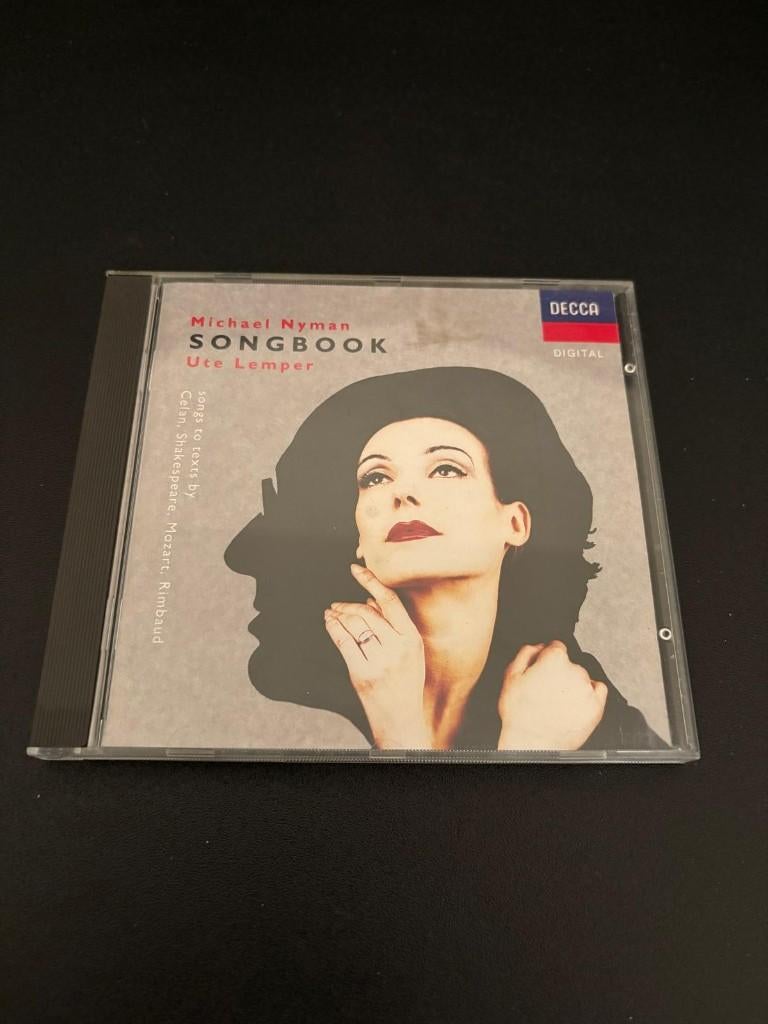 Michael Nyman
SONGBOOK
Ute Lemper
songs to texts by
Celan, Shakespeare, Mozart, Rimbaud
DECCA
DIGITAL